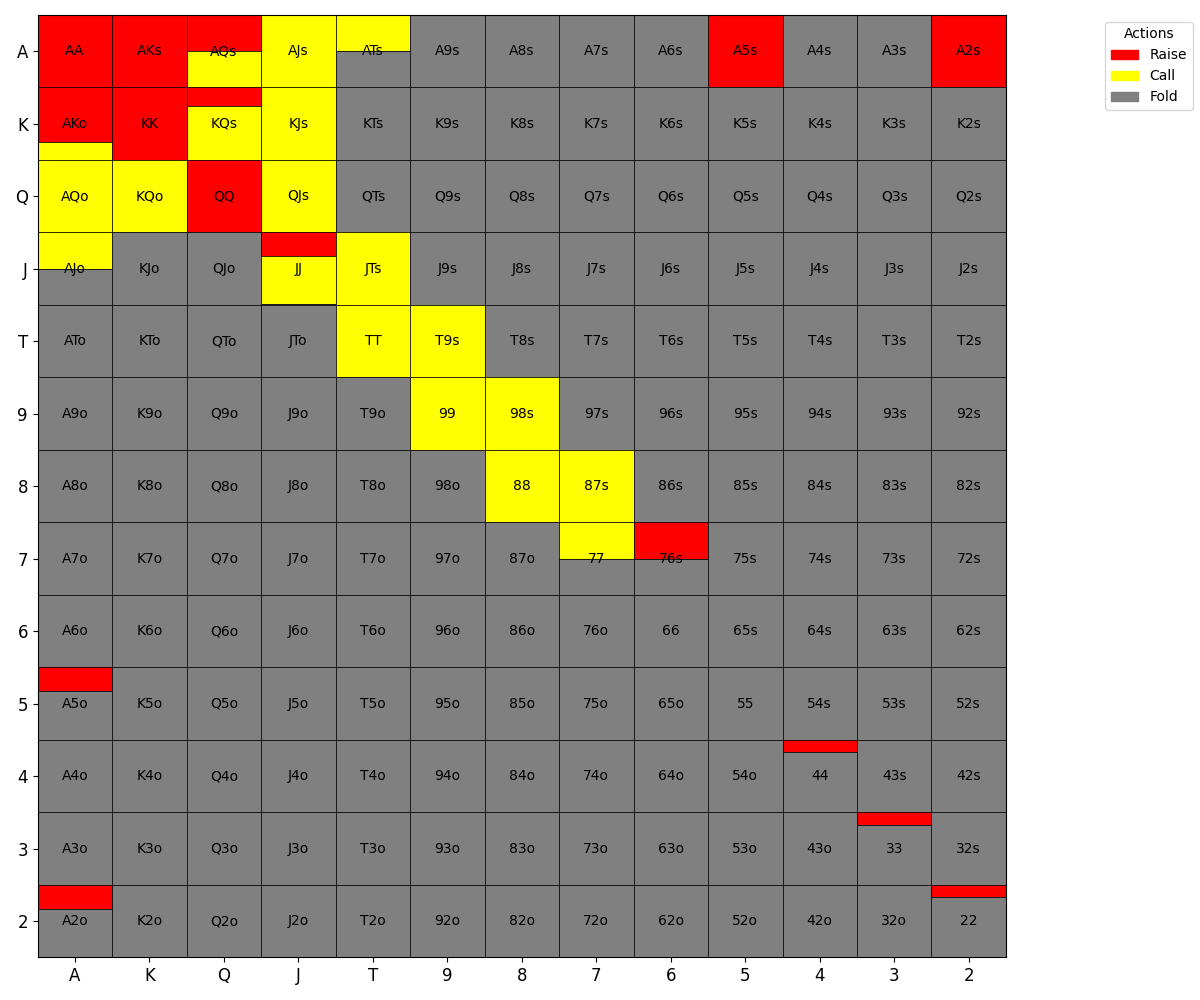 Actions
Raise
Call
Fold
A AA AKs AQs AJs ATs A9s A8s A7s A6s A5s A4s A3s A2s
K AKo KK KQs KJs KTs K9s K8s K7s K6s K5s K4s K3s K2s
Q AQo KQo QQ QJs QTs Q9s Q8s Q7s Q6s Q5s Q4s Q3s Q2s
J AJo KJo QJo JJ JTs J9s J8s J7s J6s J5s J4s J3s J2s
T ATo KTo QTo JTo TT T9s T8s T7s T6s T5s T4s T3s T2s
9 A9o K9o Q9o J9o T9o 99 98s 97s 96s 95s 94s 93s 92s
8 A8o K8o Q8o J8o T8o 98o 88 87s 86s 85s 84s 83s 82s
7 A7o K7o Q7o J7o T7o 97o 87o 77 76s 75s 74s 73s 72s
6 A6o K6o Q6o J6o T6o 96o 86o 76o 66 65s 64s 63s 62s
5 A5o K5o Q5o J5o T5o 95o 85o 75o 65o 55 54s 53s 52s
4 A4o K4o Q4o J4o T4o 94o 84o 74o 64o 54o 44 43s 42s
3 A3o K3o Q3o J3o T3o 93o 83o 73o 63o 53o 43o 33 32s
2 A2o K2o Q2o J2o T2o 92o 82o 72o 62o 52o 42o 32o 22
A K Q J T 9 8 7 6 5 4 3 2